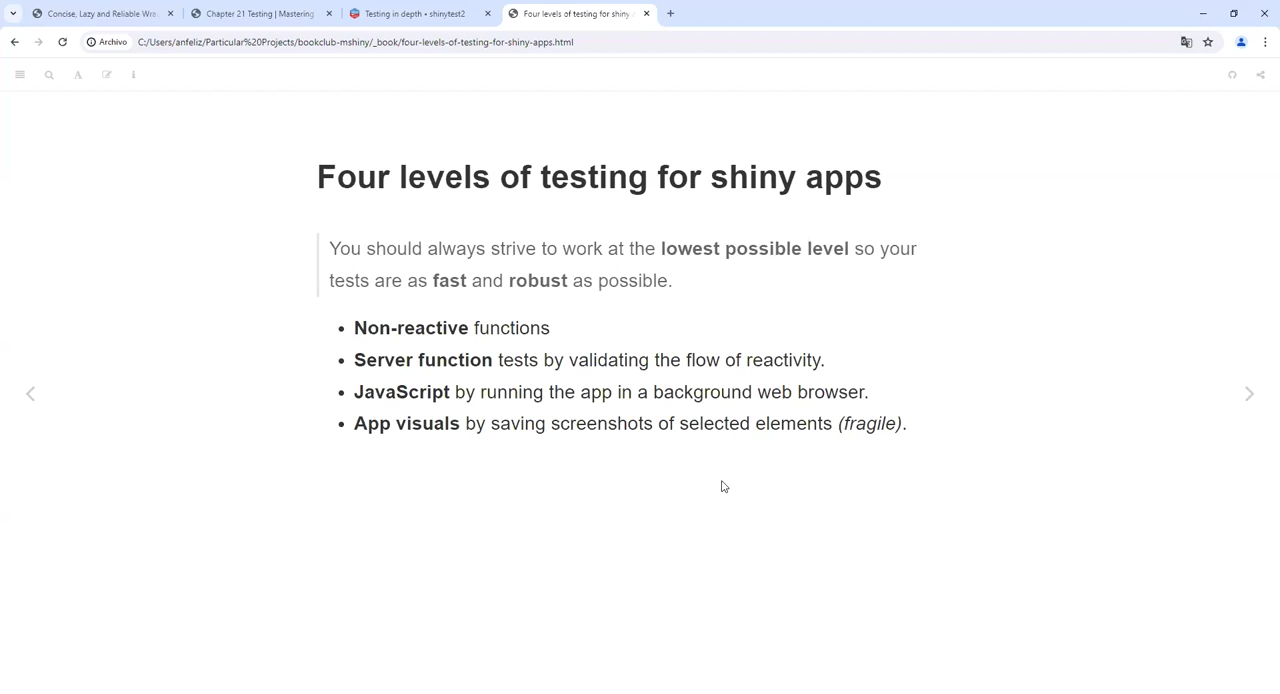 Concise, Lazy and Reliable Wra
Chapter 21 Testing | Mastering
Testing in depth • shinytest2
Four levels of testing for shiny
Archivo
C:/Users/anfeliz/Particular%20Projects/bookclub-mshiny/_book/four-levels-of-testing-for-shiny-apps.html
Four levels of testing for shiny apps
You should always strive to work at the lowest possible level so your
tests are as fast and robust as possible.
• Non-reactive functions
• Server function tests by validating the flow of reactivity.
• JavaScript by running the app in a background web browser.
• App visuals by saving screenshots of selected elements (fragile).